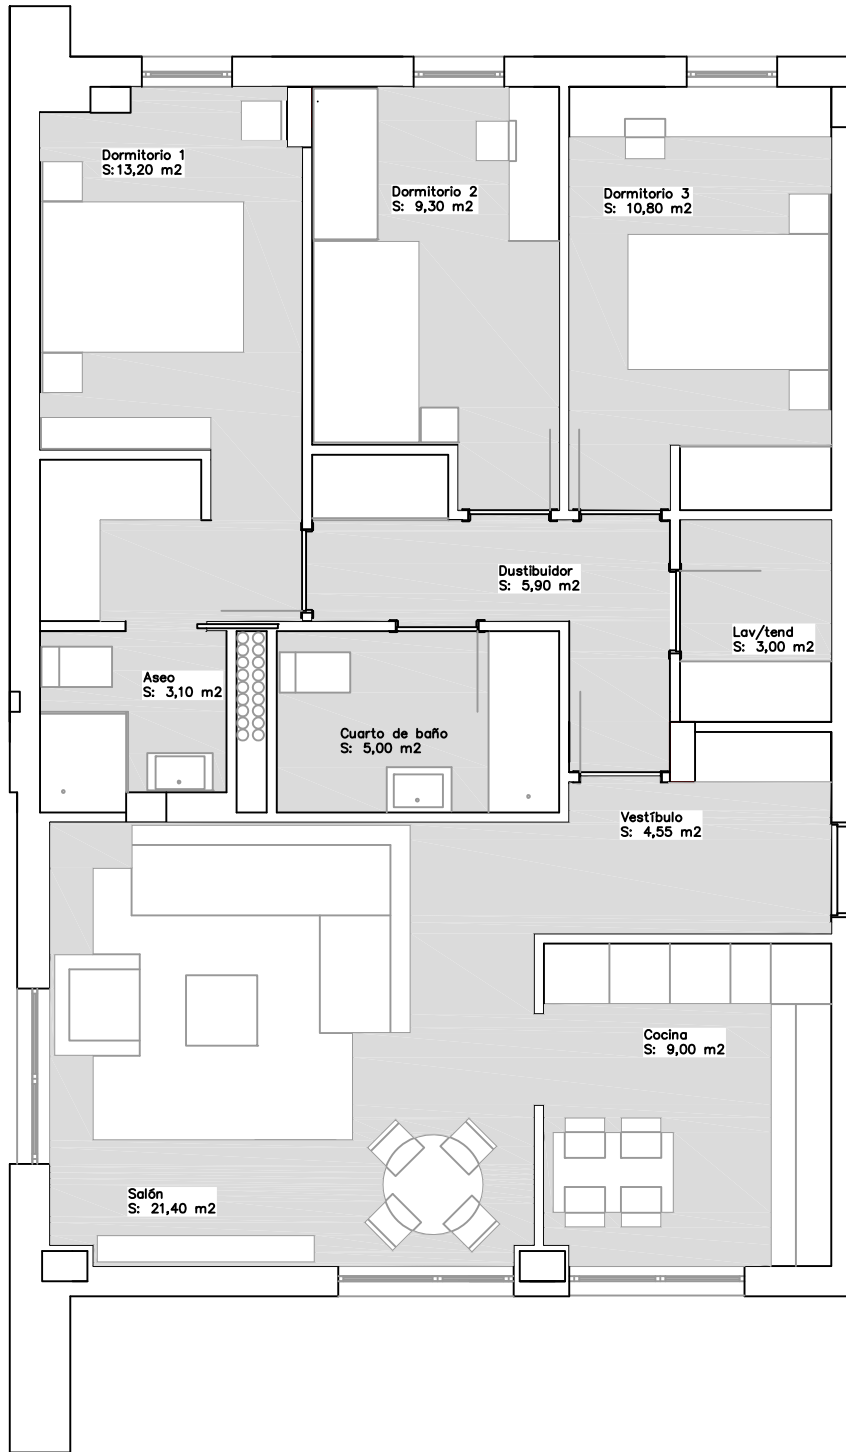 Dormitorio 1
S:13,20 m2
Dormitorio 2
S: 9,30 m2
Dormitorio 3
S: 10,80 m2
Dustibuidor
S: 5,90 m2
Lav/tend
S: 3,00 m2
Aseo
S: 3,10 m2
Cuarto de baño
S: 5,00 m2
Vestíbulo
S: 4,55 m2
Cocina
S: 9,00 m2
Salón
S: 21,40 m2